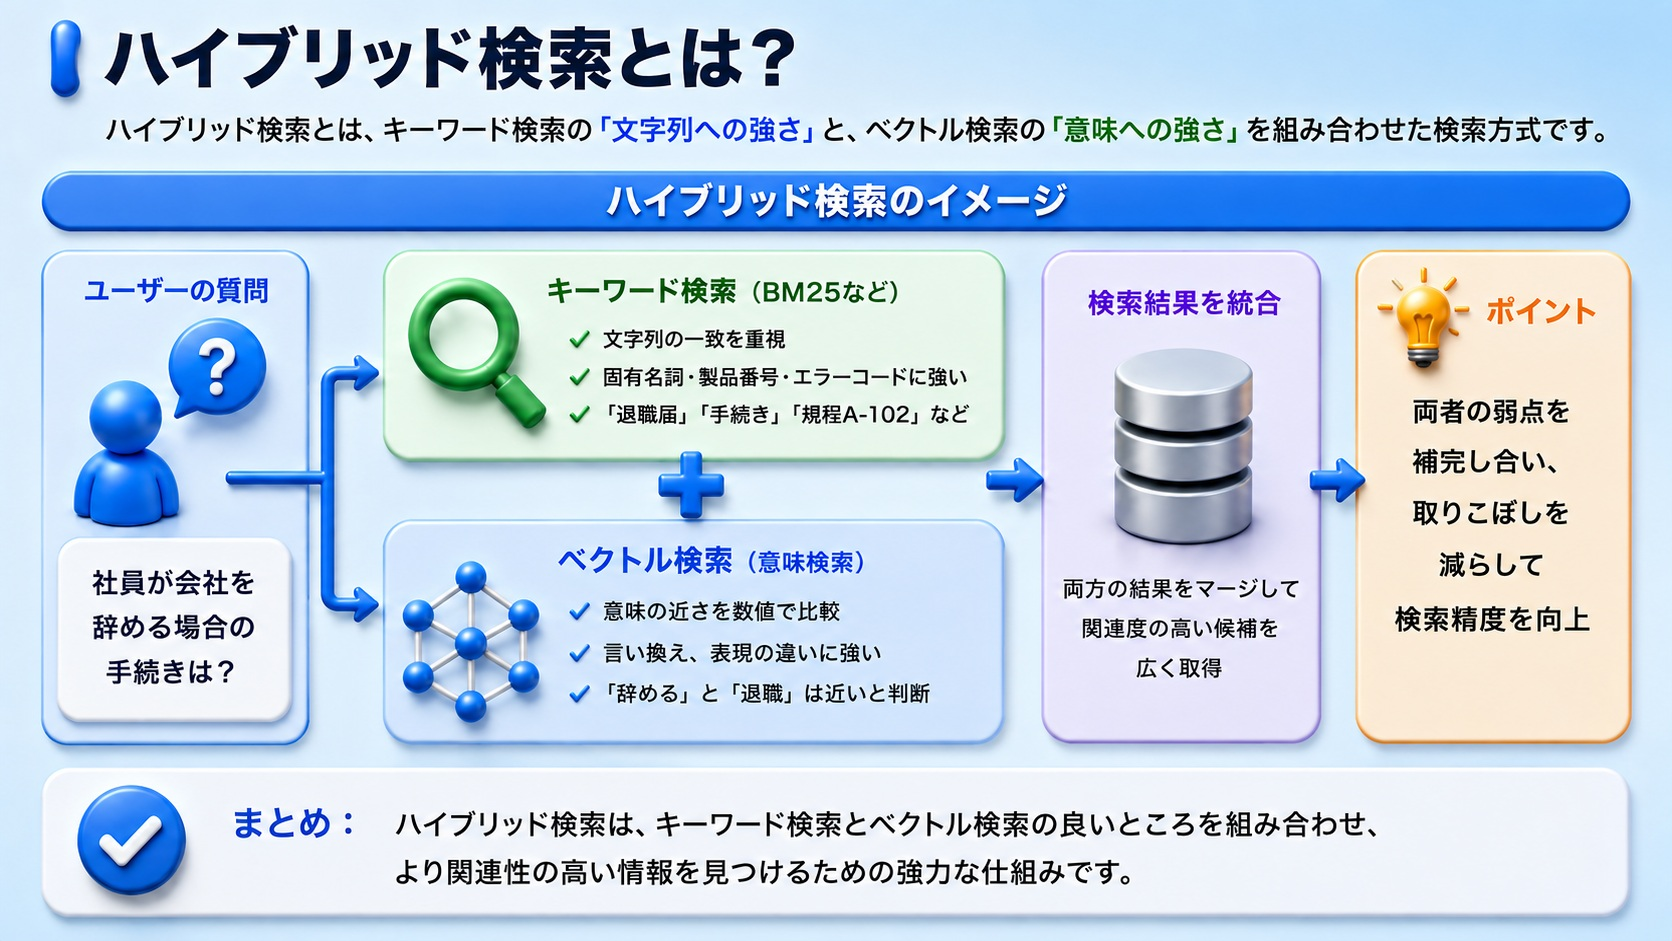 ハイブリッド検索とは？
ハイブリッド検索とは、キーワード検索の「文字列への強さ」と、ベクトル検索の「意味への強さ」を組み合わせた検索方式です。
ハイブリッド検索のイメージ
ユーザーの質問
?
社員が会社を
辞める場合の
手続きは？
キーワード検索（BM25など）
文字列の一致を重視
固有名詞・製品番号・エラーコードに強い
「退職届」「手続き」「規程A-102」など
ベクトル検索（意味検索）
意味の近さを数値で比較
言い換え、表現の違いに強い
「辞める」と「退職」は近いと判断
検索結果を統合
両方の結果をマージして
関連度の高い候補を
広く取得
ポイント
両者の弱点を
補完し合い、
取りこぼしを
減らして
検索精度を向上
まとめ：
ハイブリッド検索は、キーワード検索とベクトル検索の良いところを組み合わせ、
より関連性の高い情報を見つけるための強力な仕組みです。